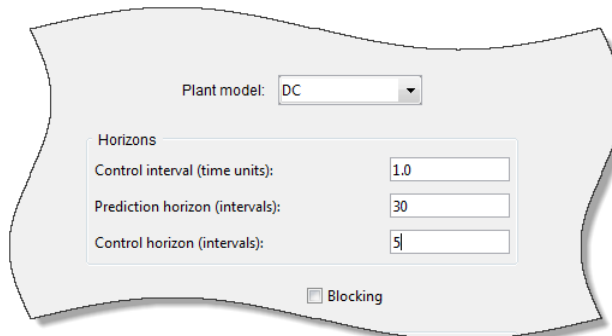 Plant model: DC
Horizons
Control interval (time units): 1.0
Prediction horizon (intervals): 30
Control horizon (intervals): 5
Blocking